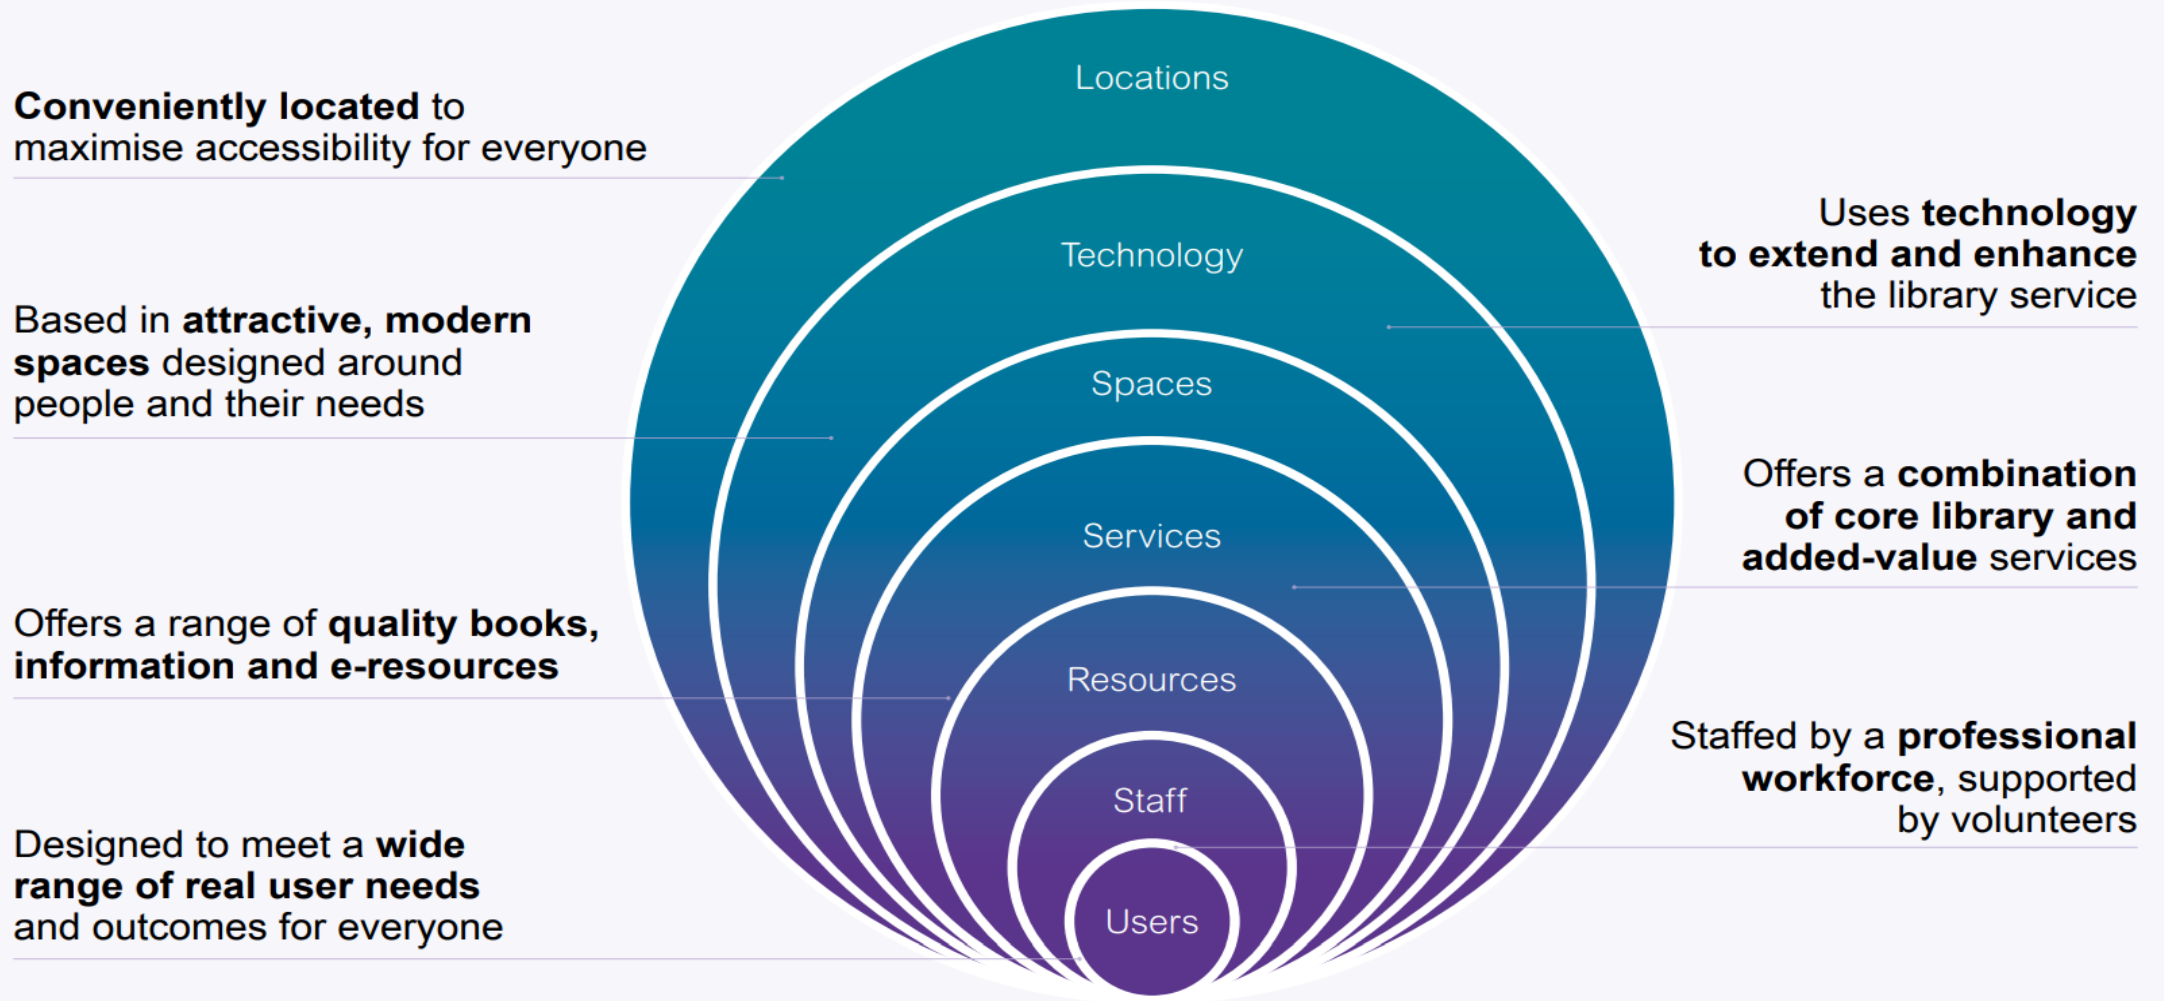 Locations
Conveniently located to
maximise accessibility for everyone
Uses technology
to extend and enhance
the library service
Technology
Based in attractive, modern
spaces designed around
people and their needs
Spaces
Offers a combination
of core library and
added-value services
Services
Offers a range of quality books,
information and e-resources
Resources
Staffed by a professional
workforce, supported
by volunteers
Staff
Designed to meet a wide
range of real user needs
and outcomes for everyone
Users